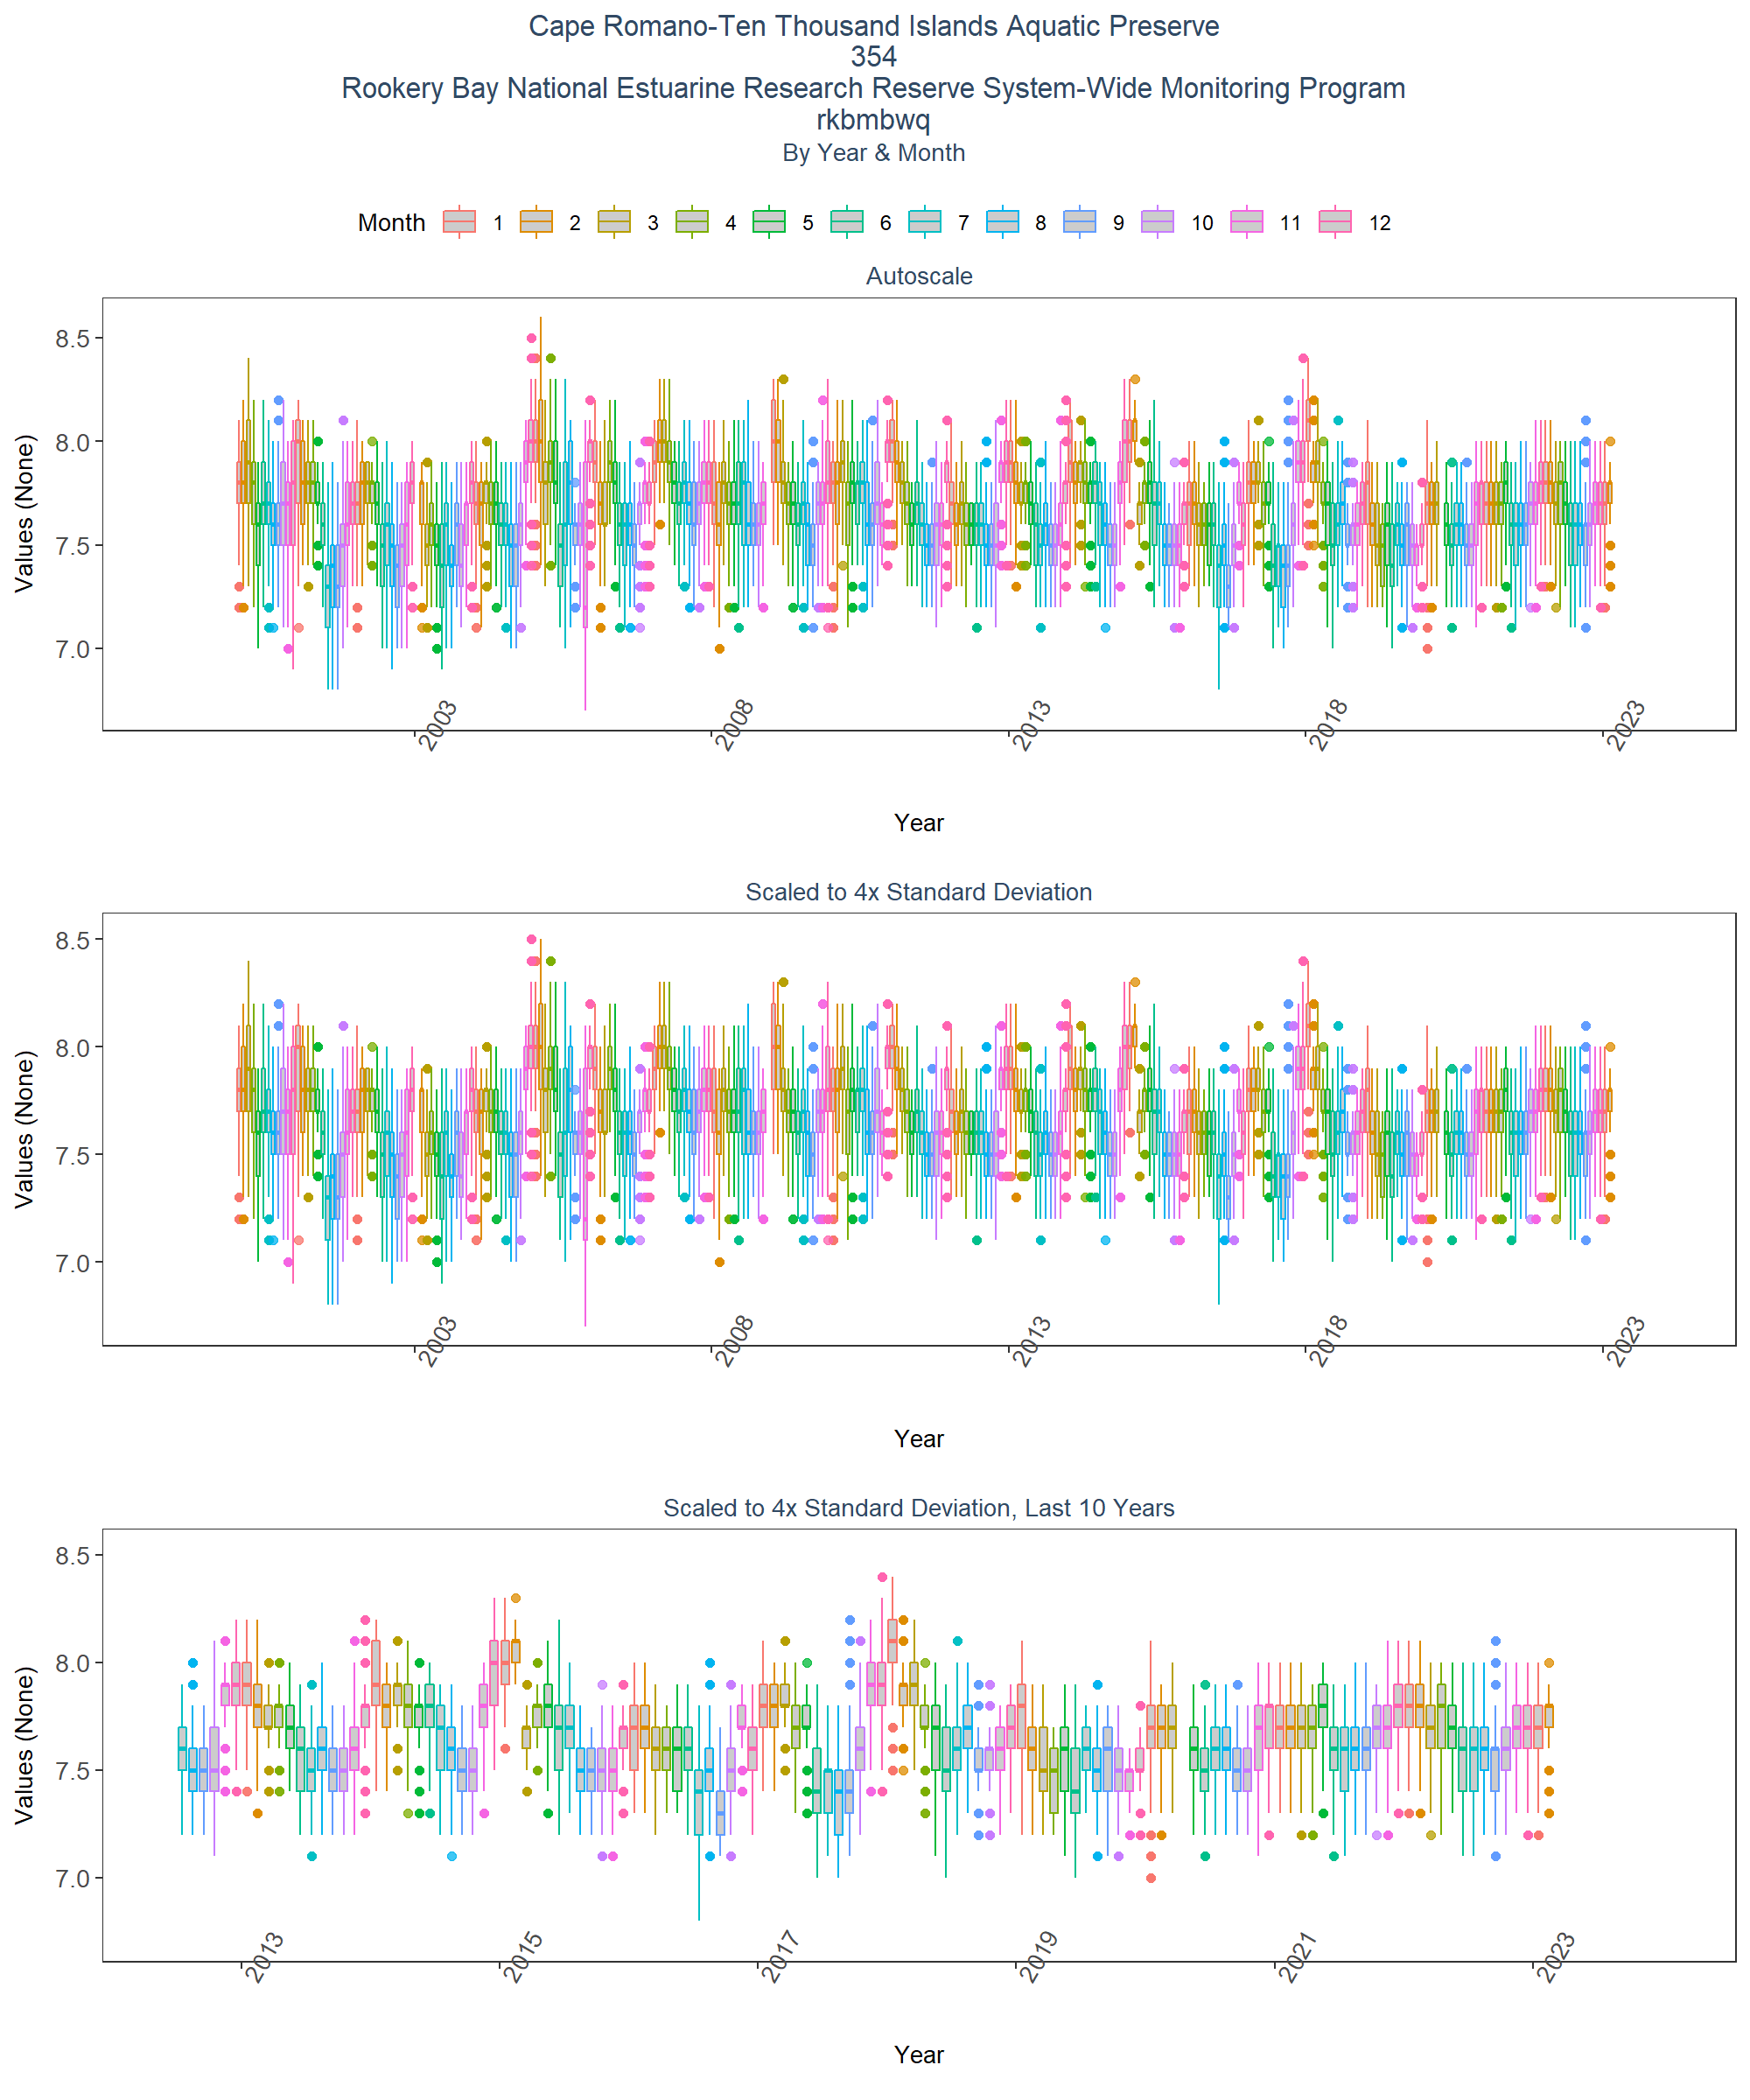 Cape Romano-Ten Thousand Islands Aquatic Preserve
354
Rookery Bay National Estuarine Research Reserve System-Wide Monitoring Program
rkbmbwq
By Year & Month
Month 1 2 3 4 5 6 7 8 9 10 11 12
Autoscale
Values (None)
8.5
8.0
7.5
7.0
2003 2008 2013 2018 2023
Year
Scaled to 4x Standard Deviation
Values (None)
8.5
8.0
7.5
7.0
2003 2008 2013 2018 2023
Year
Scaled to 4x Standard Deviation, Last 10 Years
Values (None)
8.5
8.0
7.5
7.0
2013 2015 2017 2019 2021 2023
Year